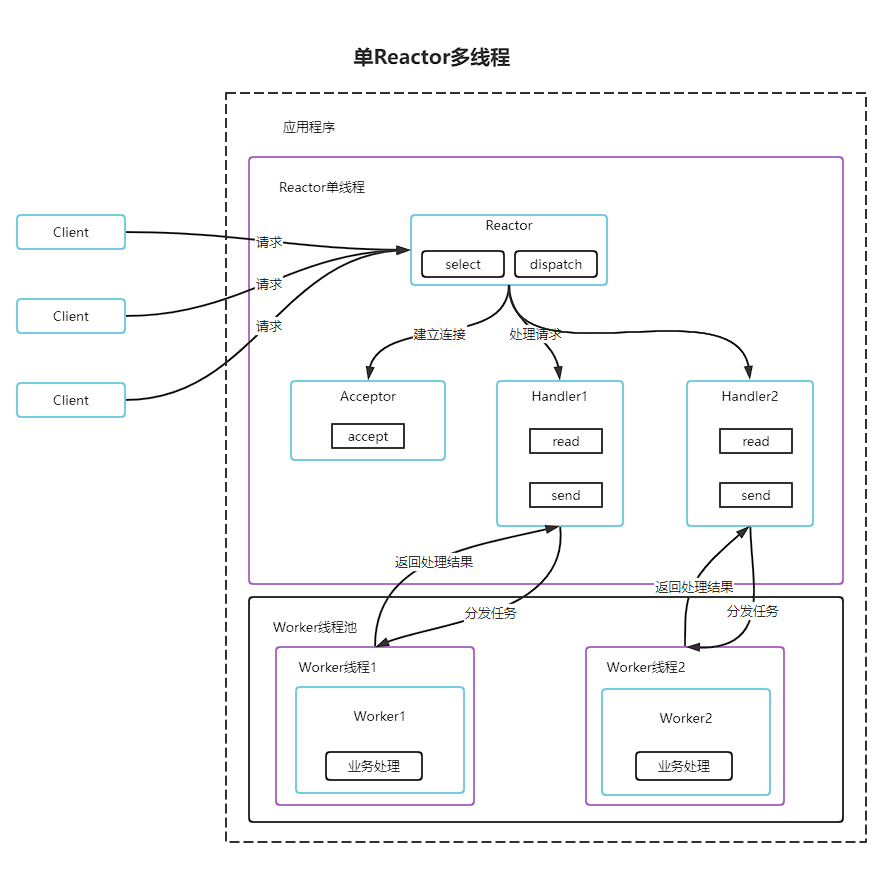 单Reactor多线程
应用程序
Reactor单线程
Client
Client
Client
请求
请求
请求
Reactor
select
dispatch
建立连接
处理请求
Acceptor
accept
Handler1
read
send
Handler2
read
send
返回处理结果
分发任务
返回处理结果
分发任务
Worker线程池
Worker线程1
Worker1
业务处理
Worker线程2
Worker2
业务处理